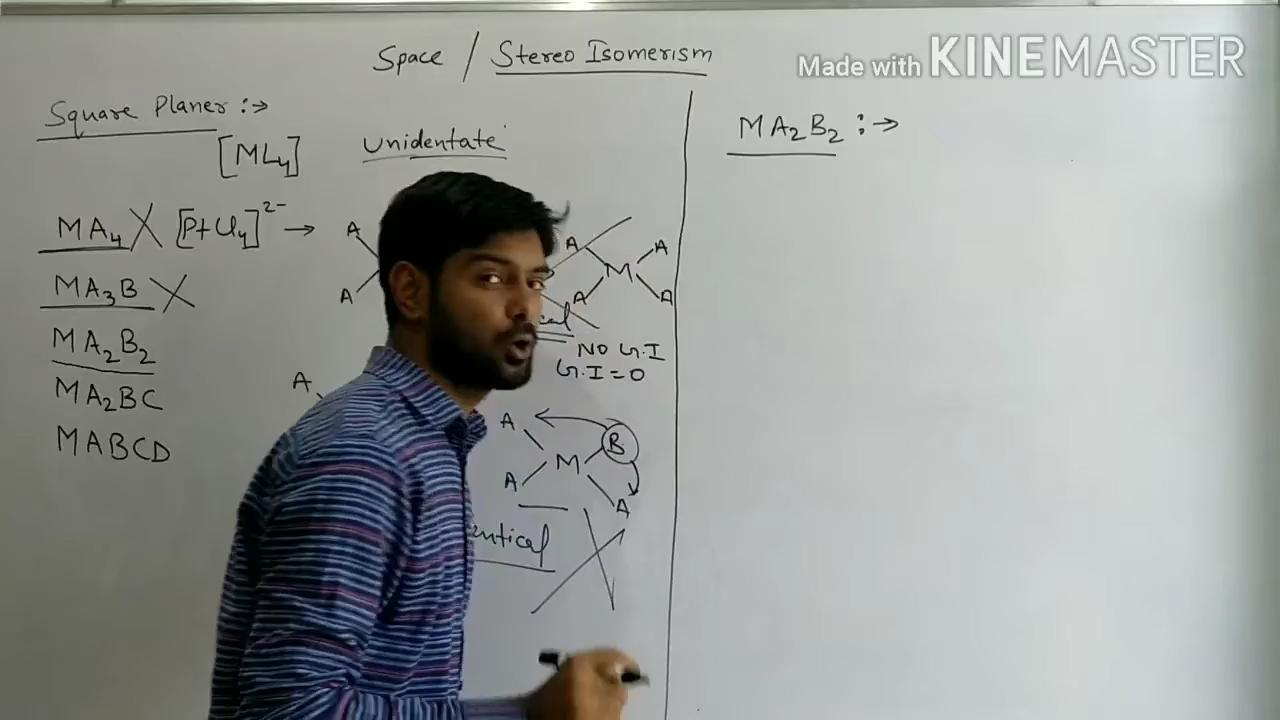 Space / Stereo Isomerism
Made with KINEMASTER
Square Planer :→
[ML4]
Unidentate
MA4 X [PtCl4]2- →
MA3B X
MA2B2
MA2BC
MABCD
A
A
A
A
M
A
A
NO G.I
G.I = 0
A
A
B
M
A
A
MA2B2 :→